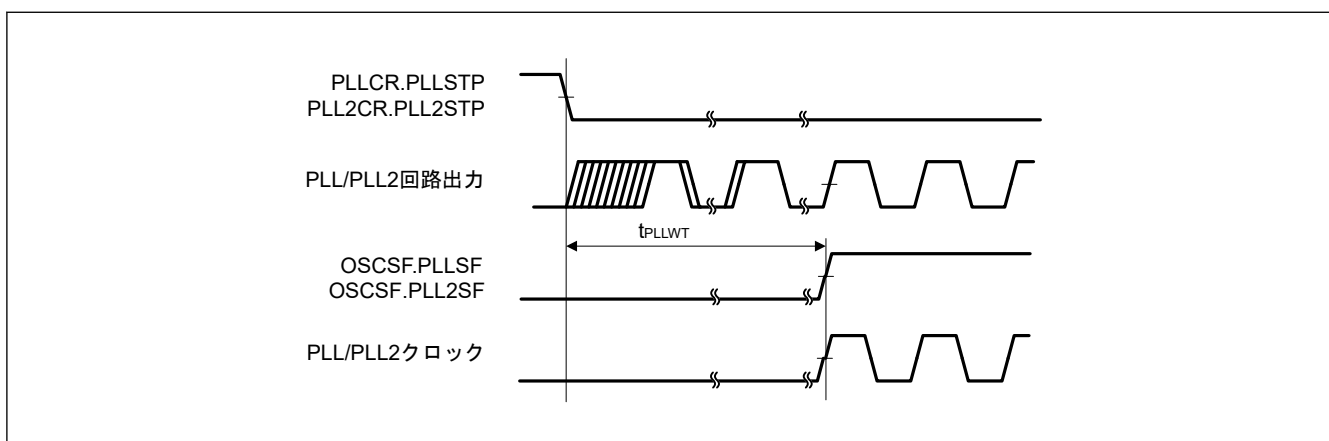 PLLCR.PLLSTP
PLL2CR.PLL2STP
PLL/PLL2回路出力
tPLLWT
OSCSF.PLLSF
OSCSF.PLL2SF
PLL/PLL2クロック